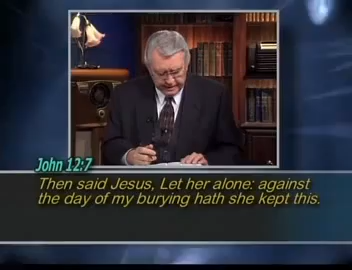 John 12:7
Then said Jesus, Let her alone: against
the day of my burying hath she kept this.